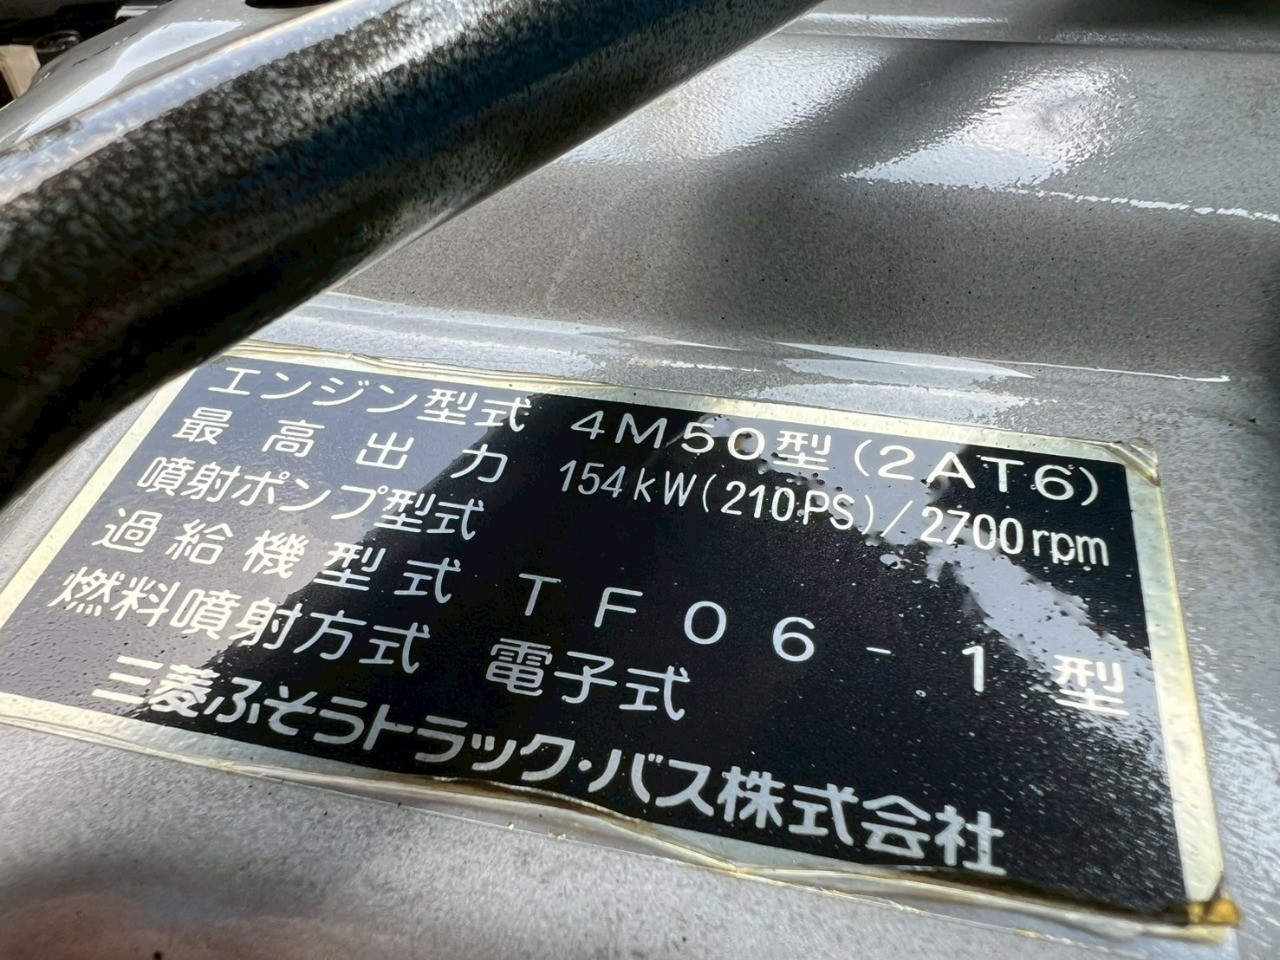 エンジン型式 4M50型(2AT6)
最高出力 154kW(210PS)/2700rpm
噴射ポンプ型式
過給機型式 TF06-1型
燃料噴射方式 電子式
三菱ふそうトラック・バス株式会社